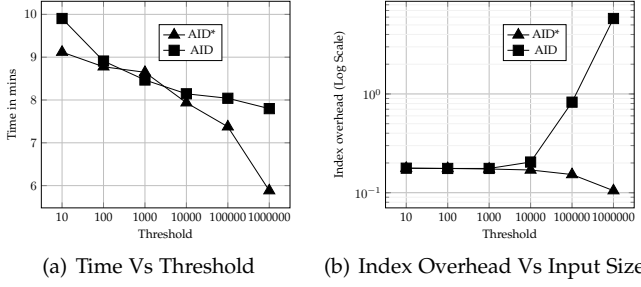 10
9
8
7
6
Time in mins
AID*
AID
10 100 1000 10000 100000 1000000
Threshold
(a) Time Vs Threshold
10^0
10^-1
Index overhead (Log Scale)
AID*
AID
10 100 1000 10000 100000 1000000
Threshold
(b) Index Overhead Vs Input Size